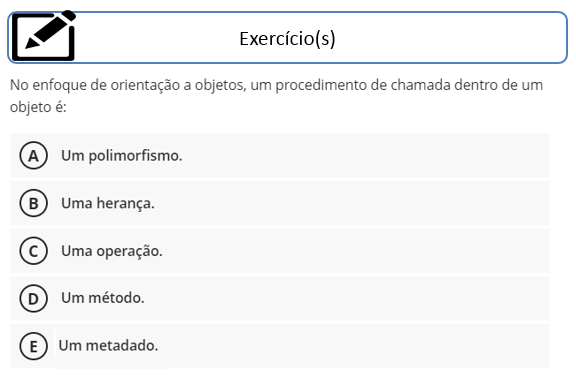 Exercício(s)
No enfoque de orientação a objetos, um procedimento de chamada dentro de um
objeto é:
A Um polimorfismo.
B Uma herança.
C Uma operação.
D Um método.
E Um metadado.